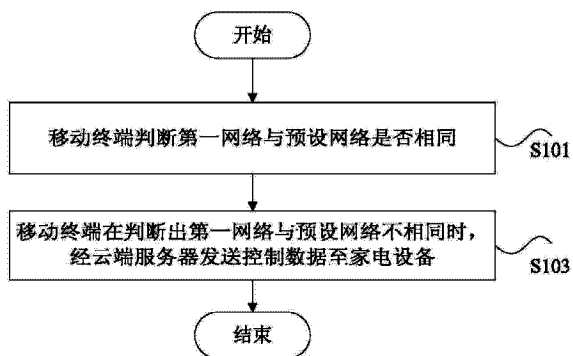 开始
移动终端判断第一网络与预设网络是否相同
S101
移动终端在判断出第一网络与预设网络不相同时，
经云端服务器发送控制数据至家电设备
S103
结束